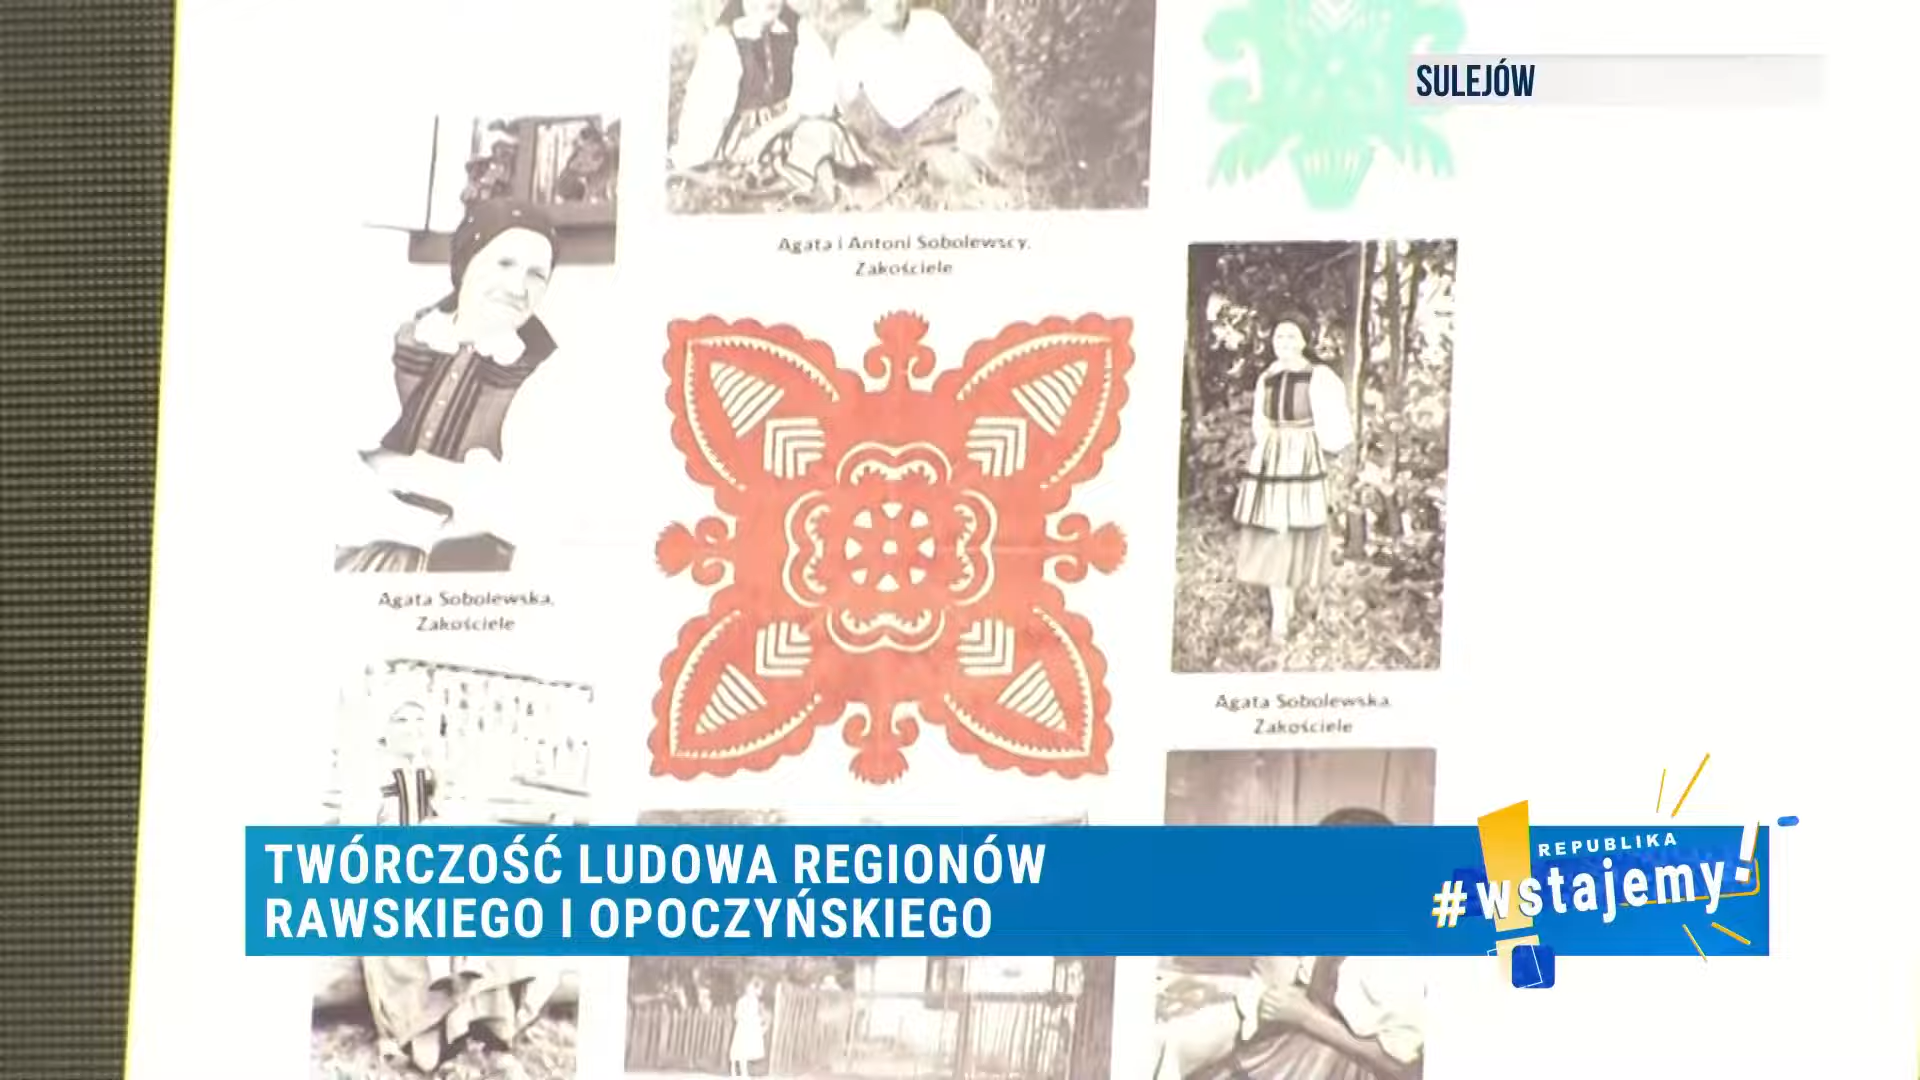 SULEJÓW
Agata i Antoni Sobolewscy,
Zakościele
Agata Sobolewska,
Zakościele
Agata Sobolewska,
Zakościele
TWÓRCZOŚĆ LUDOWA REGIONÓW
RAWSKIEGO I OPOCZYŃSKIEGO
REPUBLIKA
#wstajemy!